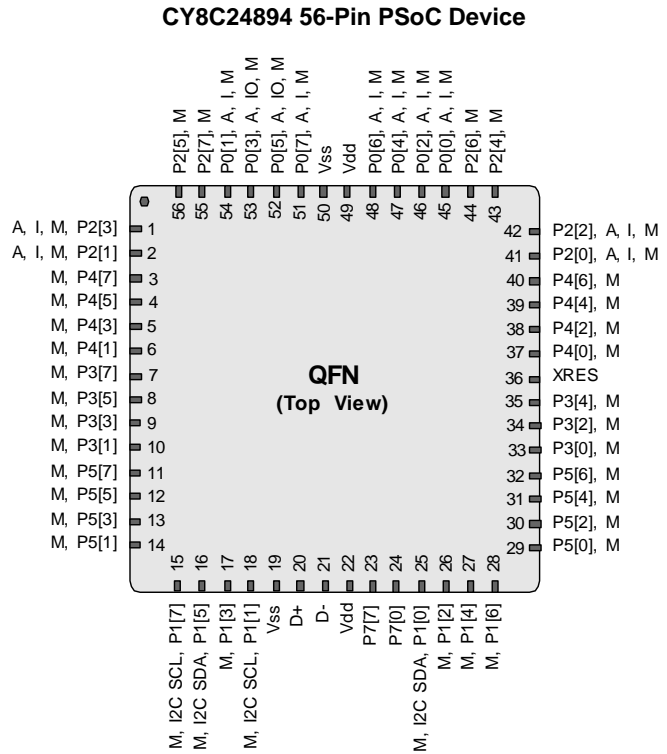 CY8C24894 56-Pin PSoC Device
P2[5], M
P2[7], M
P0[1], A, I, M
P0[3], A, IO, M
P0[5], A, IO, M
P0[7], A, I, M
Vss
Vdd
P0[6], A, I, M
P0[4], A, I, M
P0[2], A, I, M
P0[0], A, I, M
P2[6], M
P2[4], M
56
55
54
53
52
51
50
49
48
47
46
45
44
43
A, I, M, P2[3] 1
A, I, M, P2[1] 2
M, P4[7] 3
M, P4[5] 4
M, P4[3] 5
M, P4[1] 6
M, P3[7] 7
M, P3[5] 8
M, P3[3] 9
M, P3[1] 10
M, P5[7] 11
M, P5[5] 12
M, P5[3] 13
M, P5[1] 14
QFN
(Top View)
42 P2[2], A, I, M
41 P2[0], A, I, M
40 P4[6], M
39 P4[4], M
38 P4[2], M
37 P4[0], M
36 XRES
35 P3[4], M
34 P3[2], M
33 P3[0], M
32 P5[6], M
31 P5[4], M
30 P5[2], M
29 P5[0], M
15
16
17
18
19
20
21
22
23
24
25
26
27
28
M, I2C SCL, P1[7]
M, I2C SDA, P1[5]
M, P1[3]
M, I2C SCL, P1[1]
Vss
D+
D-
Vdd
P7[7]
P7[0]
M, I2C SDA, P1[0]
M, P1[2]
M, P1[4]
M, P1[6]